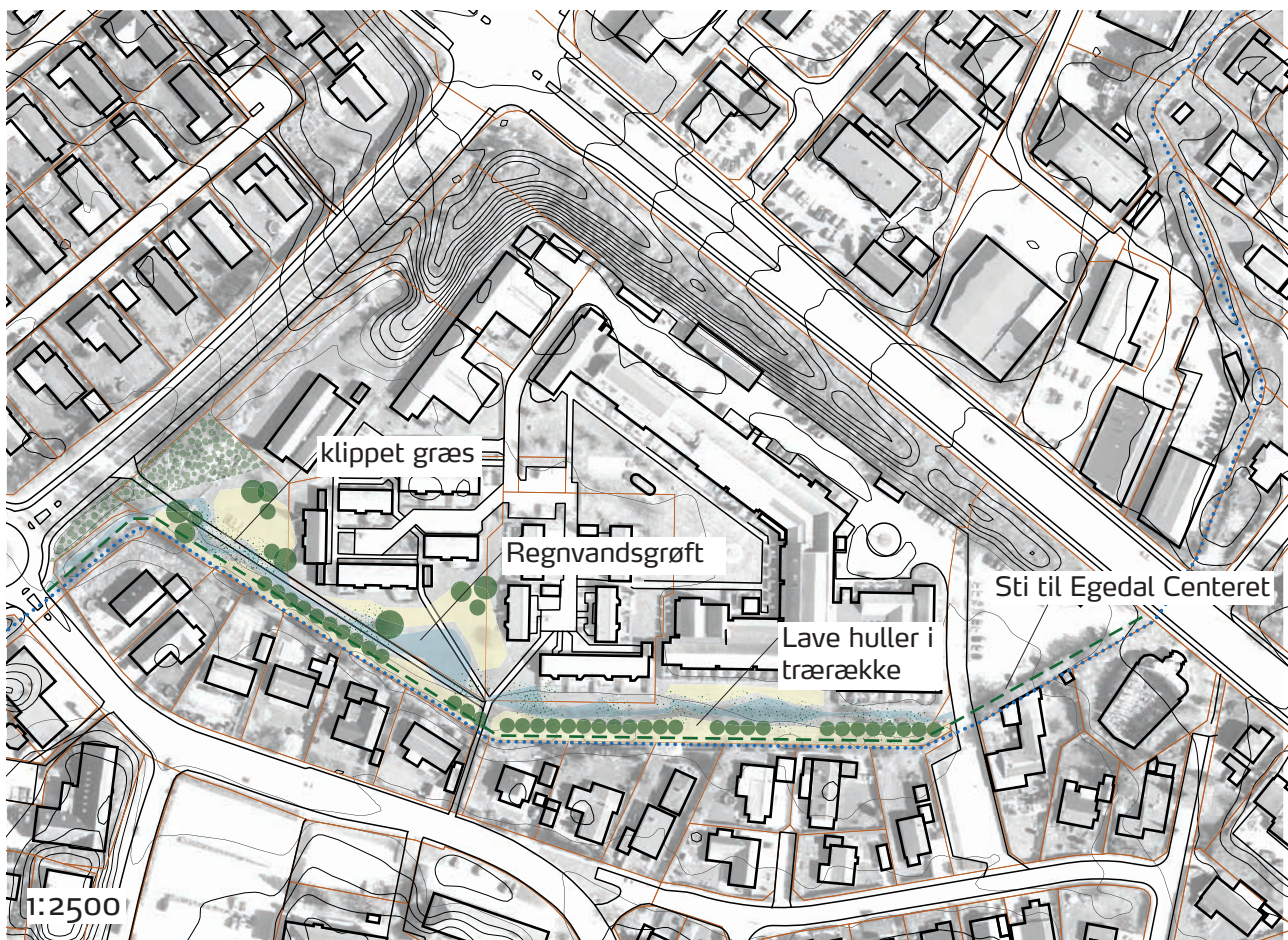 klippet græs
Regnvandsgrøft
Sti til Egedal Centeret
Lave huller i
trærække
1:2500